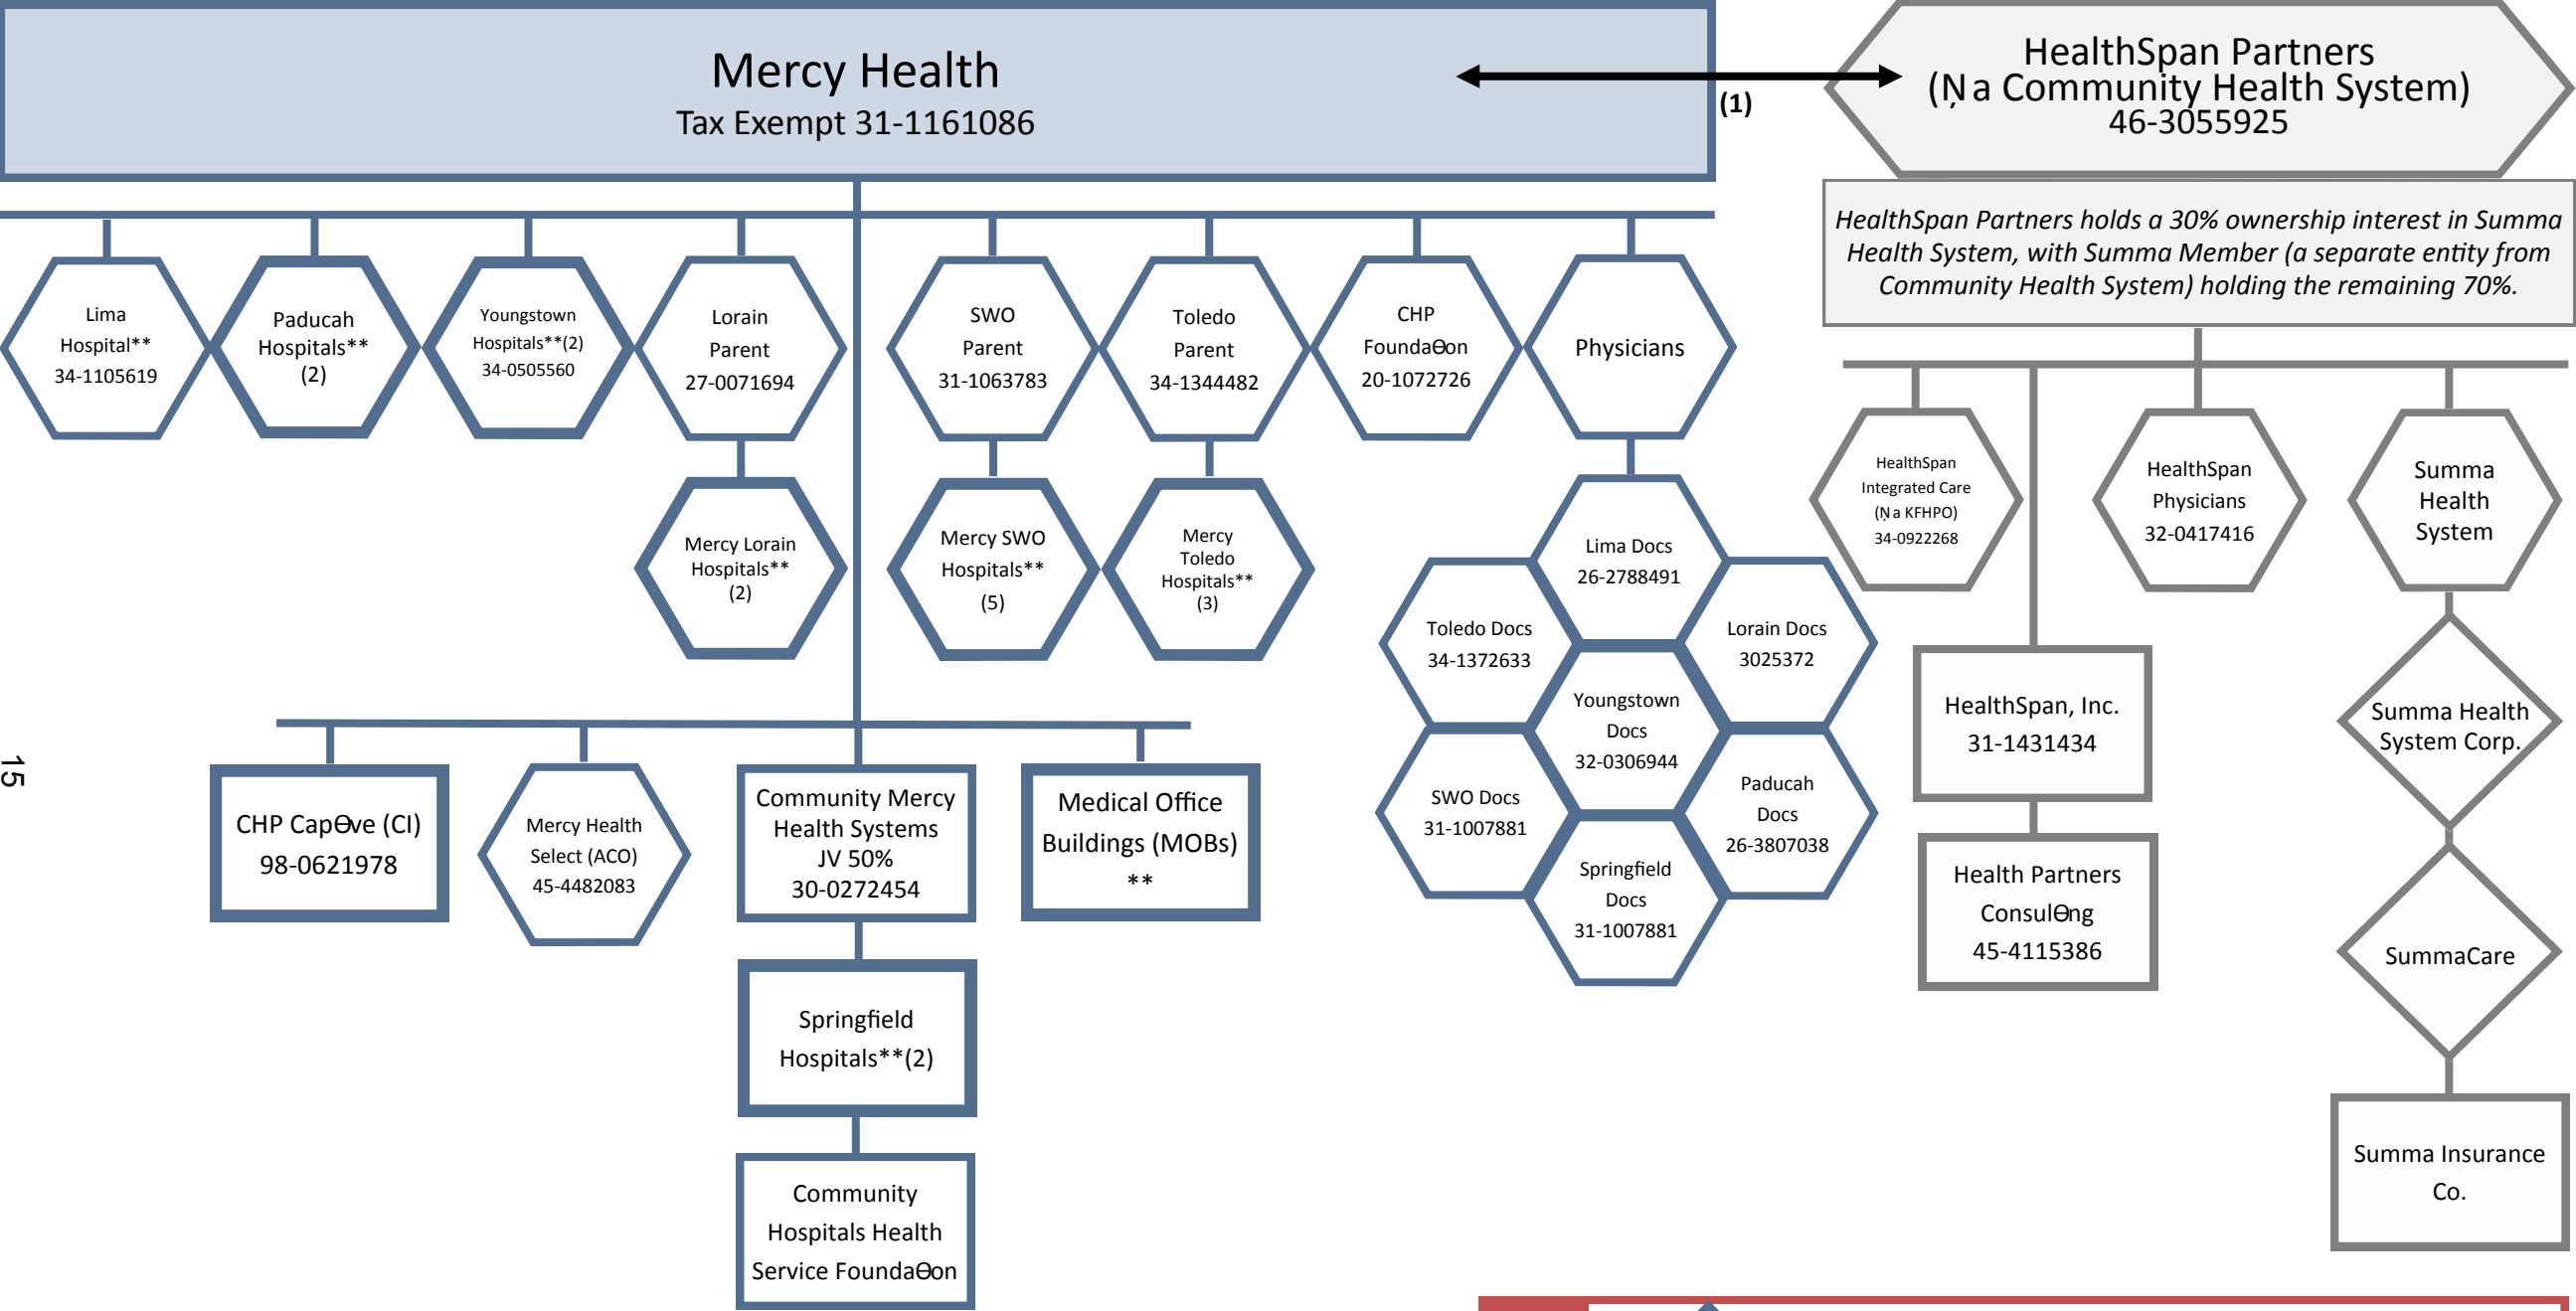 Mercy Health
Tax Exempt 31-1161086
(1)
HealthSpan Partners
(Ņa Community Health System)
46-3055925
HealthSpan Partners holds a 30% ownership interest in Summa
Health System, with Summa Member (a separate entity from
Community Health System) holding the remaining 70%.
Lima
Hospital**
34-1105619
Paducah
Hospitals**
(2)
Youngstown
Hospitals**(2)
34-0505560
Lorain
Parent
27-0071694
SWO
Parent
31-1063783
Toledo
Parent
34-1344482
CHP
FoundaƟon
20-1072726
Physicians
Mercy Lorain
Hospitals**
(2)
Mercy SWO
Hospitals**
(5)
Mercy
Toledo
Hospitals**
(3)
Lima Docs
26-2788491
Toledo Docs
34-1372633
Lorain Docs
3025372
Youngstown
Docs
32-0306944
SWO Docs
31-1007881
Paducah
Docs
26-3807038
Springfield
Docs
31-1007881
HealthSpan
Integrated Care
(Ņa KFHPO)
34-0922268
HealthSpan
Physicians
32-0417416
Summa
Health
System
HealthSpan, Inc.
31-1431434
Health Partners
ConsulƟng
45-4115386
Summa Health
System Corp.
SummaCare
Summa Insurance
Co.
CHP CapƟve (CI)
98-0621978
Mercy Health
Select (ACO)
45-4482083
Community Mercy
Health Systems
JV 50%
30-0272454
Medical Office
Buildings (MOBs)
**
Springfield
Hospitals**(2)
Community
Hospitals Health
Service FoundaƟon
15